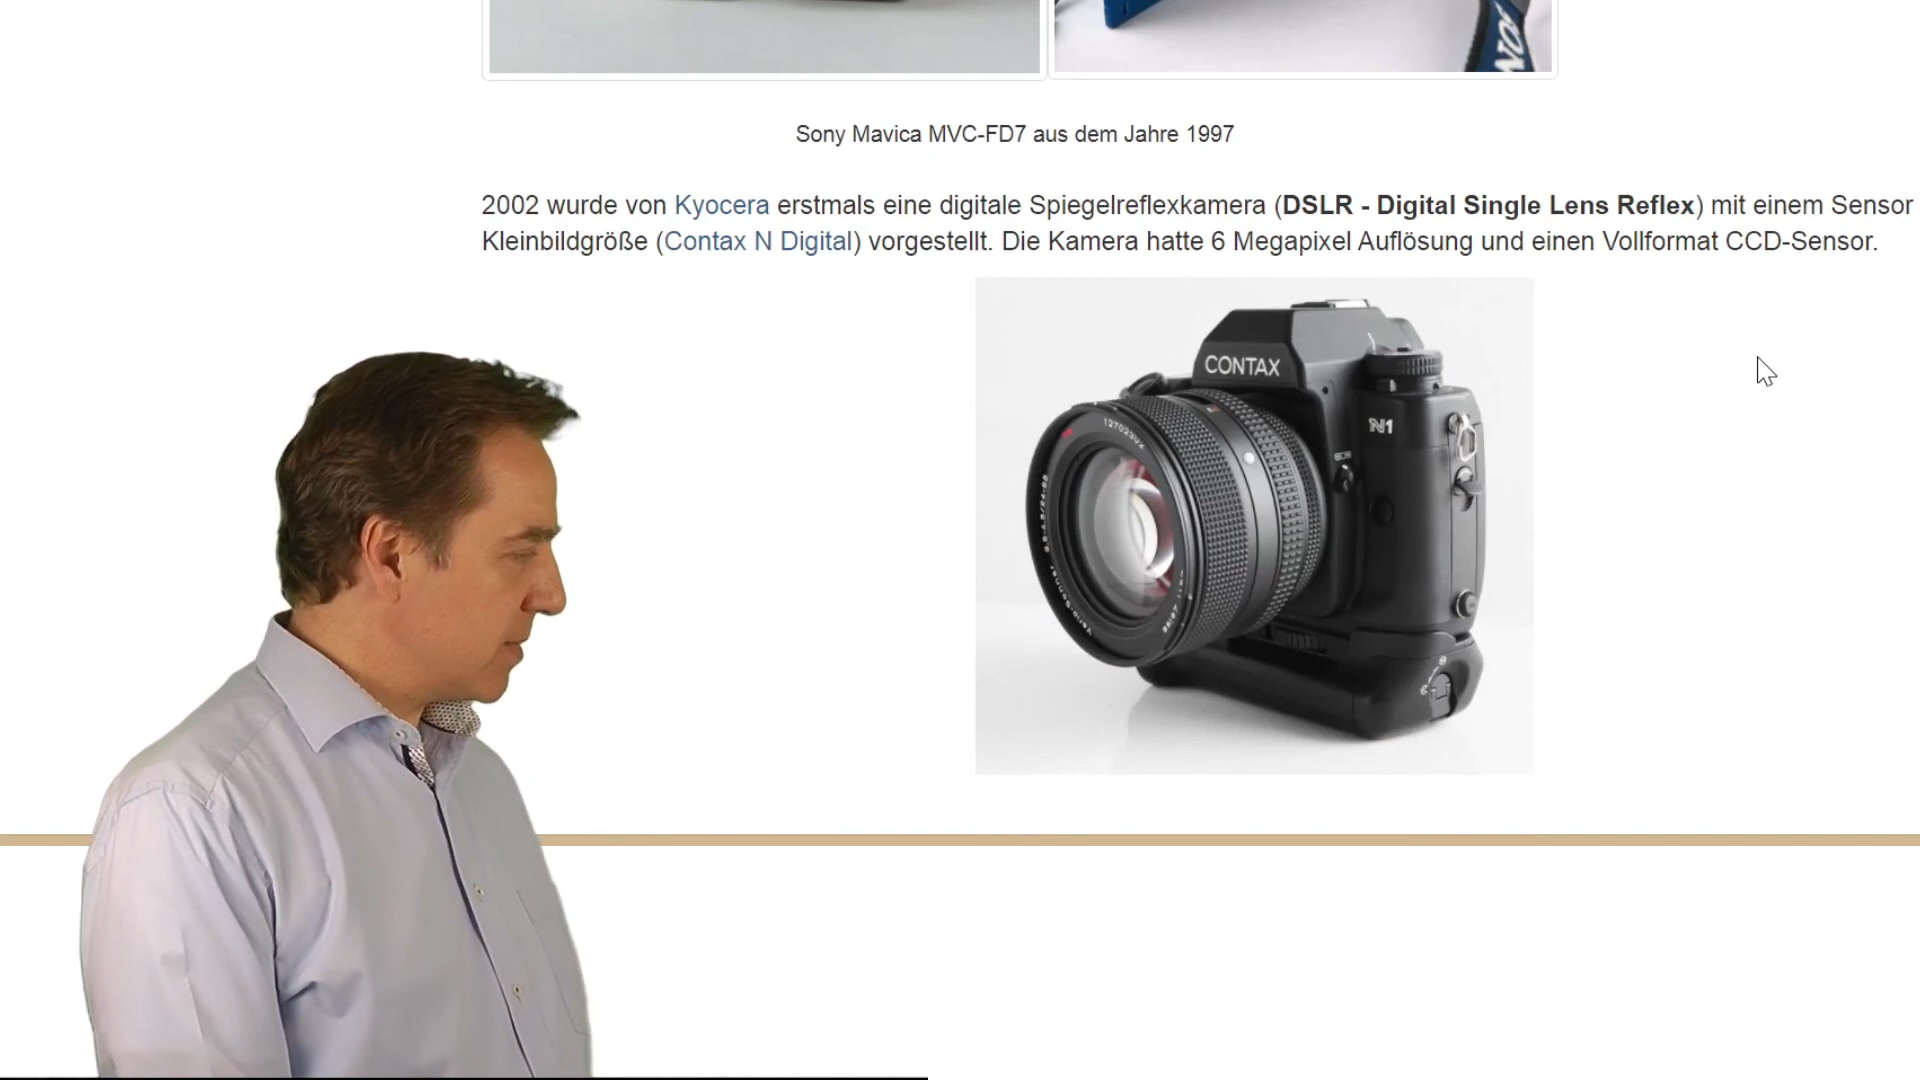 Sony Mavica MVC-FD7 aus dem Jahre 1997
2002 wurde von Kyocera erstmals eine digitale Spiegelreflexkamera (DSLR - Digital Single Lens Reflex) mit einem Sensor
Kleinbildgröße (Contax N Digital) vorgestellt. Die Kamera hatte 6 Megapixel Auflösung und einen Vollformat CCD-Sensor.
CONTAX
N1
Vario-Sonnar